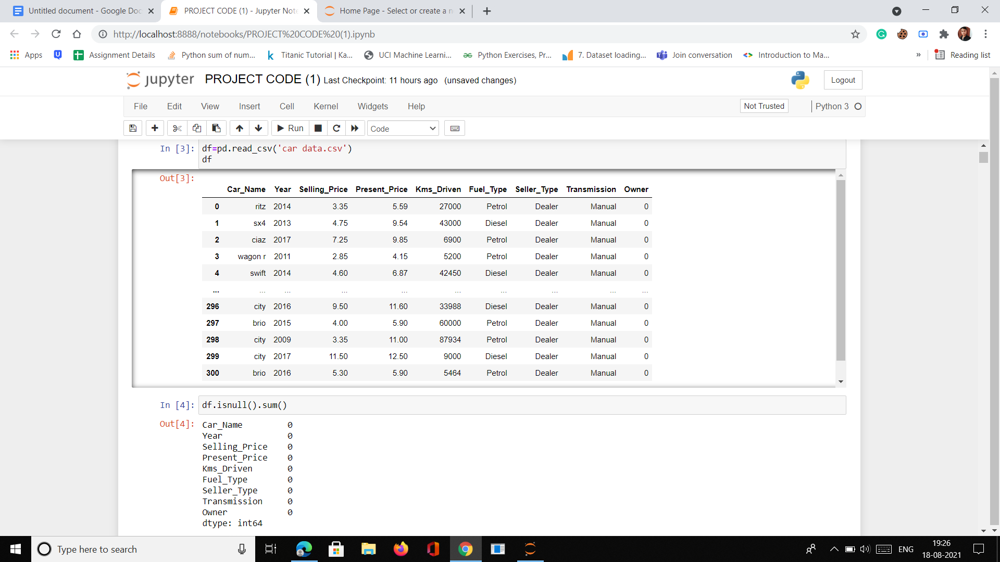 Untitled document - Google Doc
PROJECT CODE (1) - Jupyter Note
Home Page - Select or create a n
http://localhost:8888/notebooks/PROJECT%20CODE%20(1).ipynb
Apps
Assignment Details
Python sum of num...
Titanic Tutorial | Ka...
UCI Machine Learni...
Python Exercises, Pr...
7. Dataset loading...
Join conversation
Introduction to Ma...
»
Reading list
jupyter PROJECT CODE (1) Last Checkpoint: 11 hours ago (unsaved changes)
Logout
File Edit View Insert Cell Kernel Widgets Help
Not Trusted
Python 3
Run
Code
In [3]: df=pd.read_csv('car data.csv')
df
Out[3]:
Car_Name Year Selling_Price Present_Price Kms_Driven Fuel_Type Seller_Type Transmission Owner
0 ritz 2014 3.35 5.59 27000 Petrol Dealer Manual 0
1 sx4 2013 4.75 9.54 43000 Diesel Dealer Manual 0
2 ciaz 2017 7.25 9.85 6900 Petrol Dealer Manual 0
3 wagon r 2011 2.85 4.15 5200 Petrol Dealer Manual 0
4 swift 2014 4.60 6.87 42450 Diesel Dealer Manual 0
... ... ... ... ... ... ... ... ... ...
296 city 2016 9.50 11.60 33988 Diesel Dealer Manual 0
297 brio 2015 4.00 5.90 60000 Petrol Dealer Manual 0
298 city 2009 3.35 11.00 87934 Petrol Dealer Manual 0
299 city 2017 11.50 12.50 9000 Diesel Dealer Manual 0
300 brio 2016 5.30 5.90 5464 Petrol Dealer Manual 0
In [4]: df.isnull().sum()
Out[4]: Car_Name 0
Year 0
Selling_Price 0
Present_Price 0
Kms_Driven 0
Fuel_Type 0
Seller_Type 0
Transmission 0
Owner 0
dtype: int64
Type here to search
ENG
19:26
18-08-2021